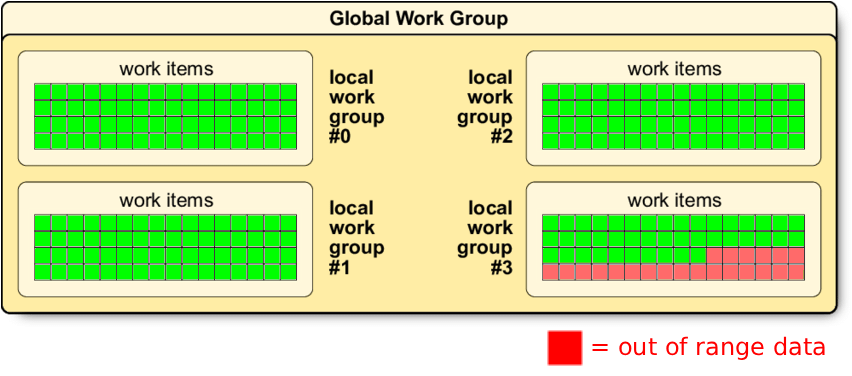 Global Work Group
work items
local
work
group
#0
local
work
group
#2
work items
work items
local
work
group
#1
local
work
group
#3
work items
= out of range data